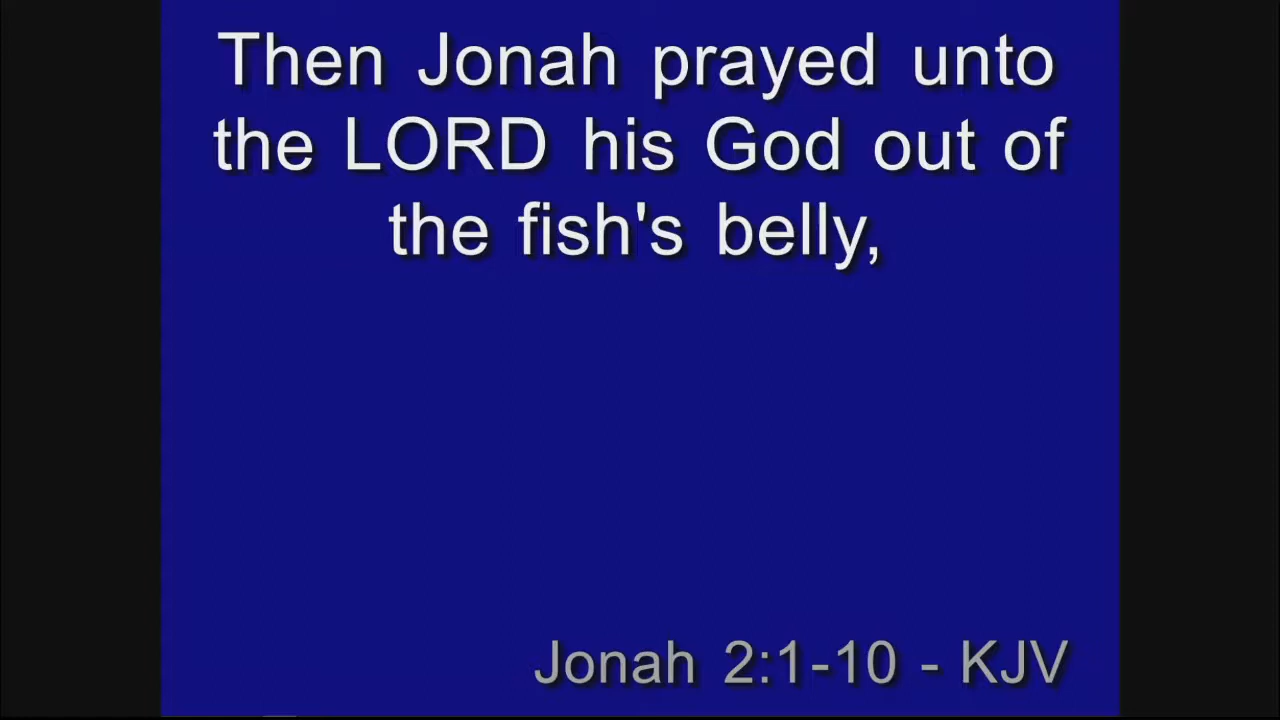 Then Jonah prayed unto
the LORD his God out of
the fish's belly,
Jonah 2:1-10 - KJV